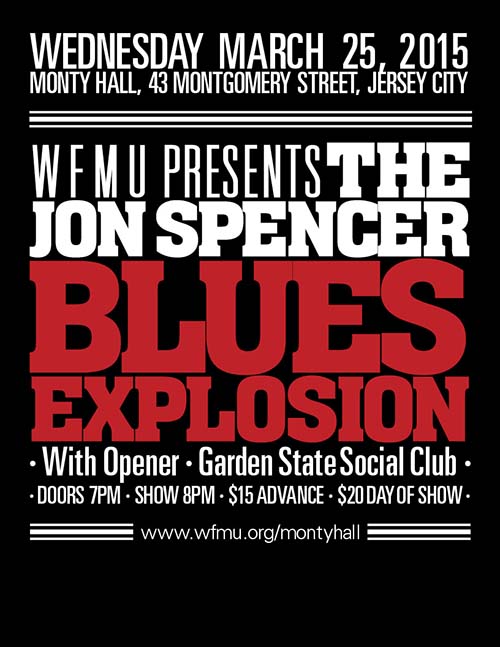 WEDNESDAY MARCH 25, 2015
MONTY HALL, 43 MONTGOMERY STREET, JERSEY CITY
WFMU PRESENTS THE
JON SPENCER
BLUES
EXPLOSION
· With Opener · Garden State Social Club ·
· DOORS 7PM · SHOW 8PM · $15 ADVANCE · $20 DAY OF SHOW ·
www.wfmu.org/montyhall